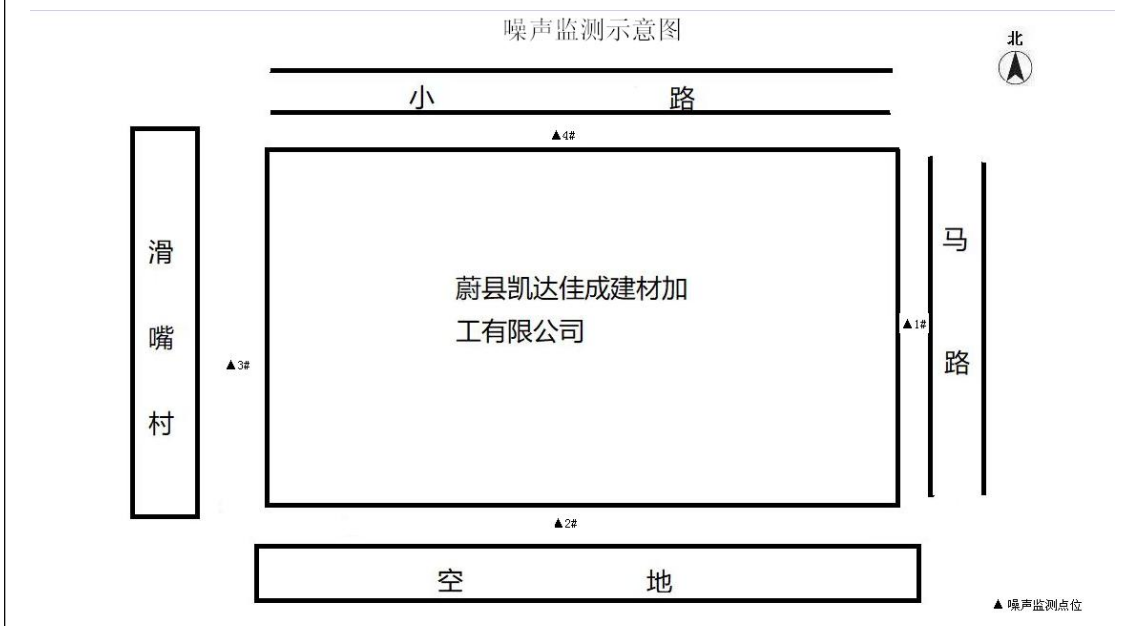 噪声监测示意图
北
小 路
▲4#
滑
嘴
村
马
路
蔚县凯达佳成建材加
工有限公司
▲1#
▲3#
▲2#
空 地
▲ 噪声监测点位